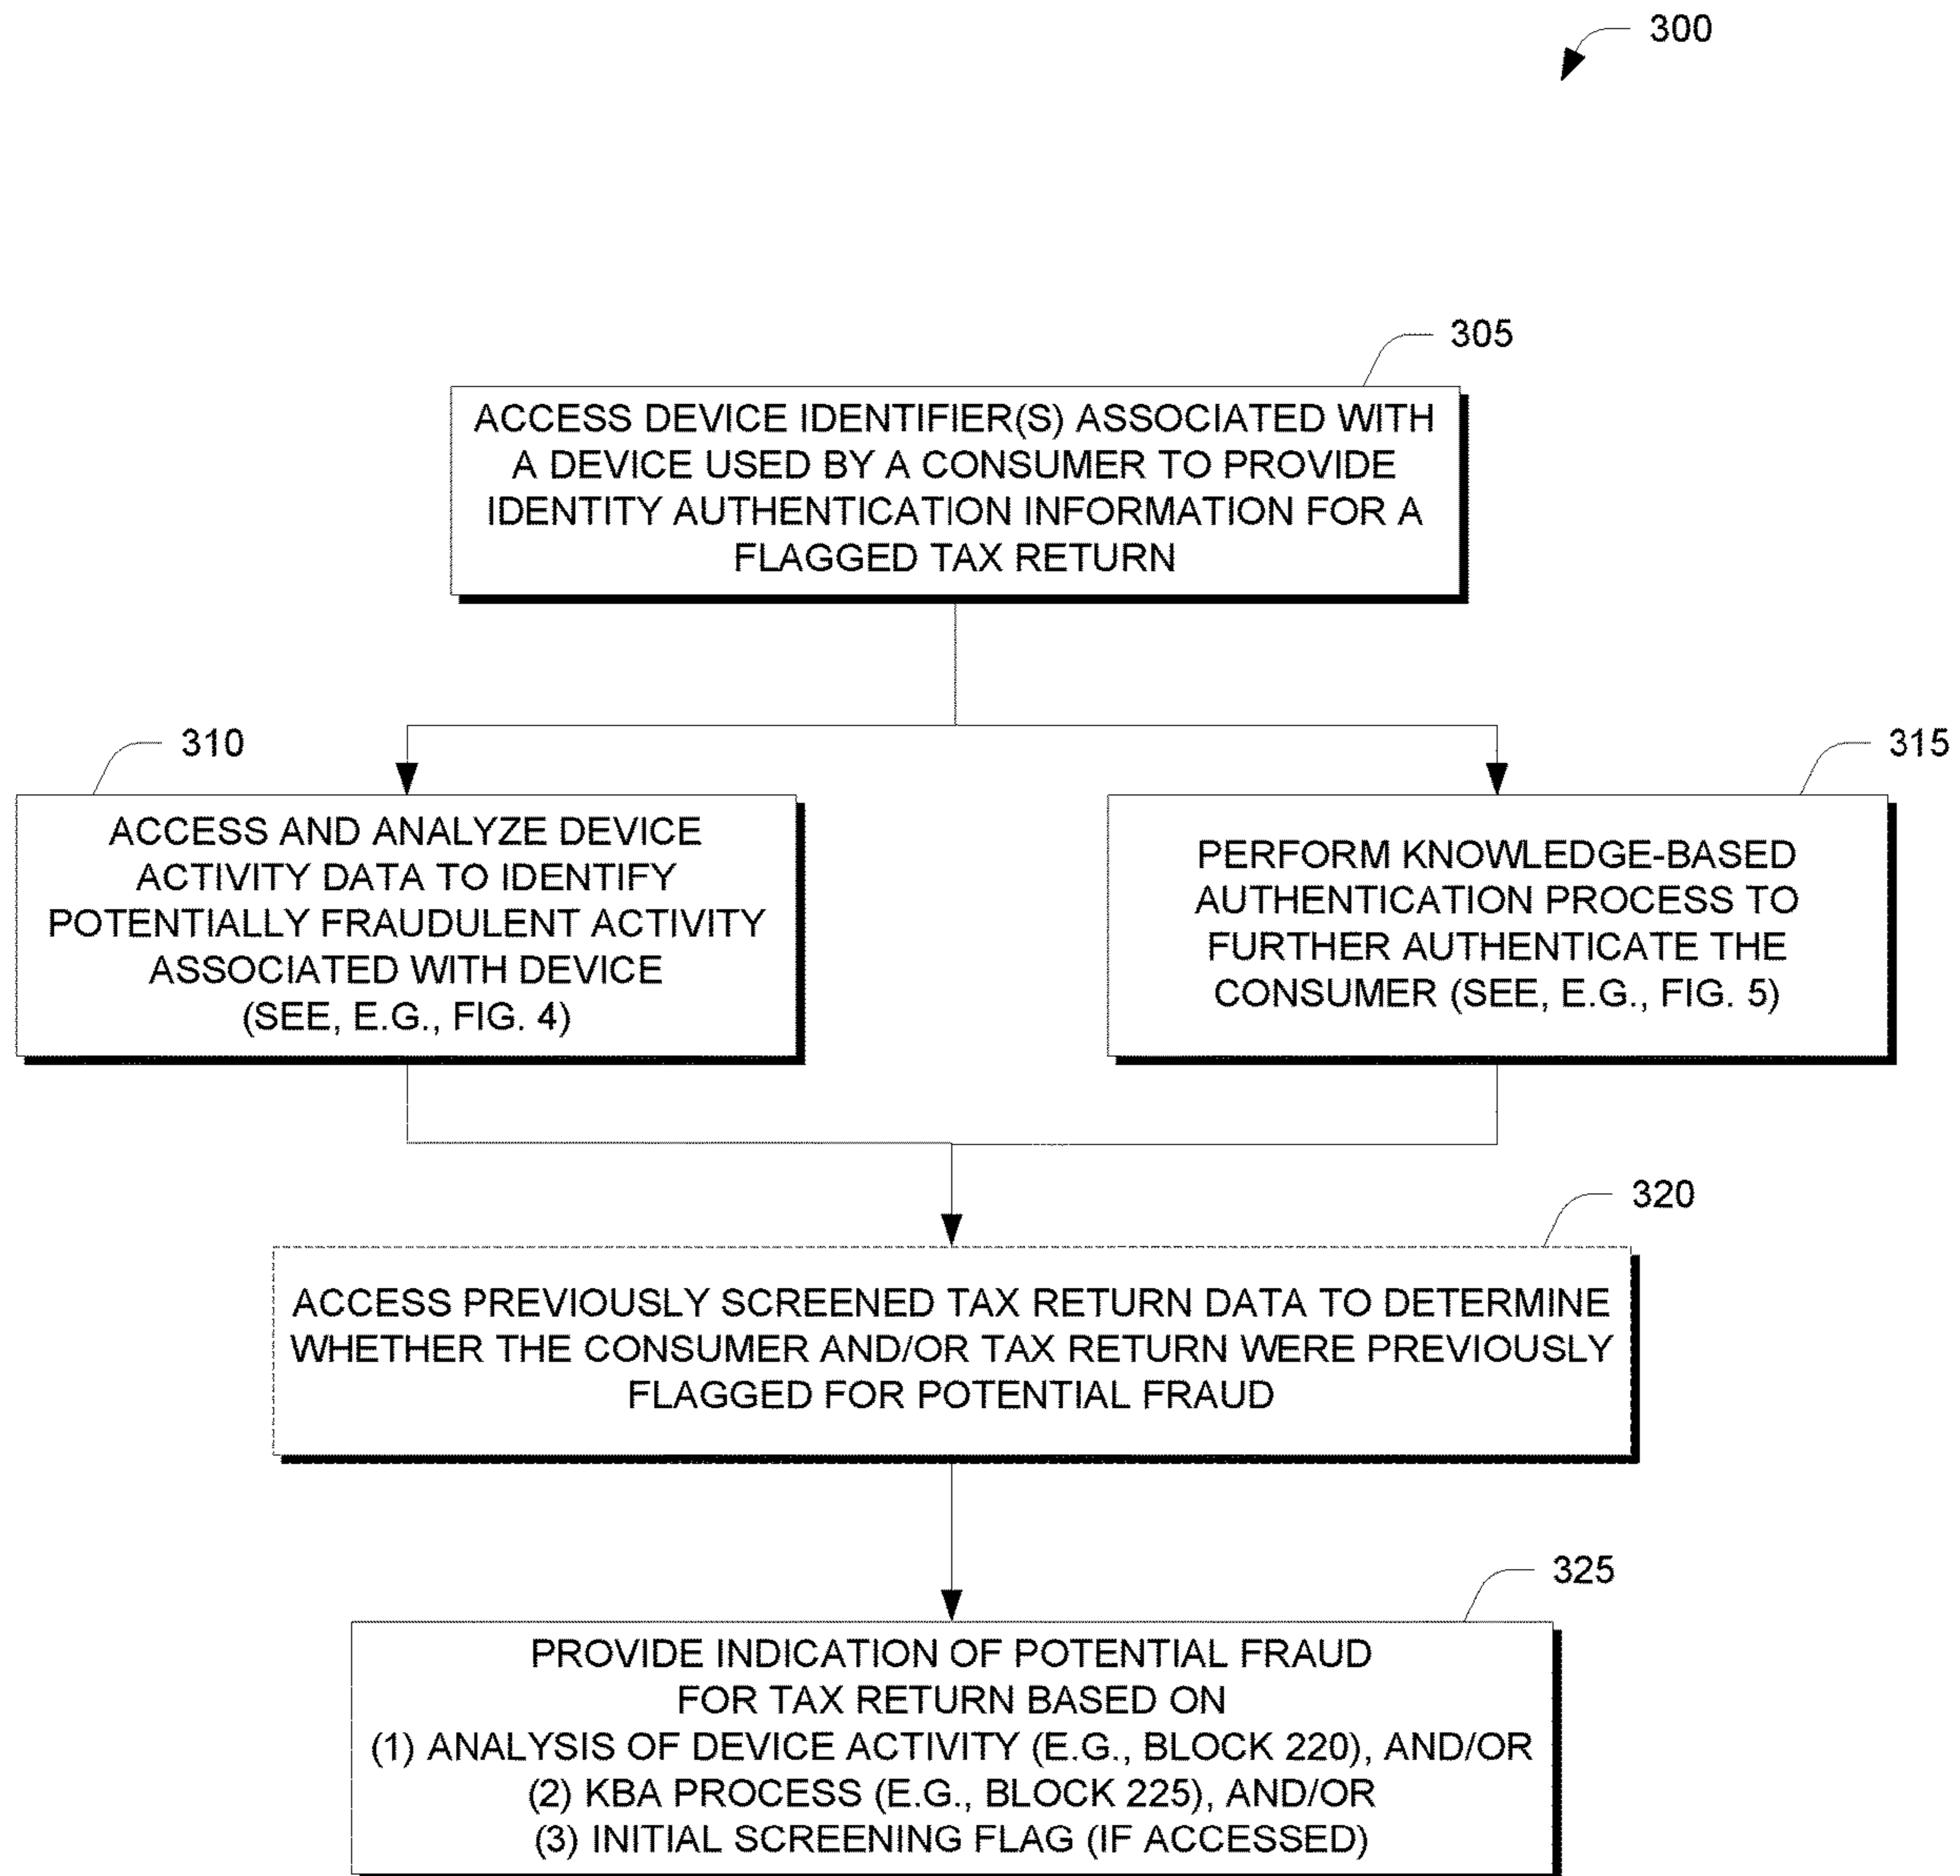 300
305
ACCESS DEVICE IDENTIFIER(S) ASSOCIATED WITH
A DEVICE USED BY A CONSUMER TO PROVIDE
IDENTITY AUTHENTICATION INFORMATION FOR A
FLAGGED TAX RETURN
310
ACCESS AND ANALYZE DEVICE
ACTIVITY DATA TO IDENTIFY
POTENTIALLY FRAUDULENT ACTIVITY
ASSOCIATED WITH DEVICE
(SEE, E.G., FIG. 4)
315
PERFORM KNOWLEDGE-BASED
AUTHENTICATION PROCESS TO
FURTHER AUTHENTICATE THE
CONSUMER (SEE, E.G., FIG. 5)
320
ACCESS PREVIOUSLY SCREENED TAX RETURN DATA TO DETERMINE
WHETHER THE CONSUMER AND/OR TAX RETURN WERE PREVIOUSLY
FLAGGED FOR POTENTIAL FRAUD
325
PROVIDE INDICATION OF POTENTIAL FRAUD
FOR TAX RETURN BASED ON
(1) ANALYSIS OF DEVICE ACTIVITY (E.G., BLOCK 220), AND/OR
(2) KBA PROCESS (E.G., BLOCK 225), AND/OR
(3) INITIAL SCREENING FLAG (IF ACCESSED)